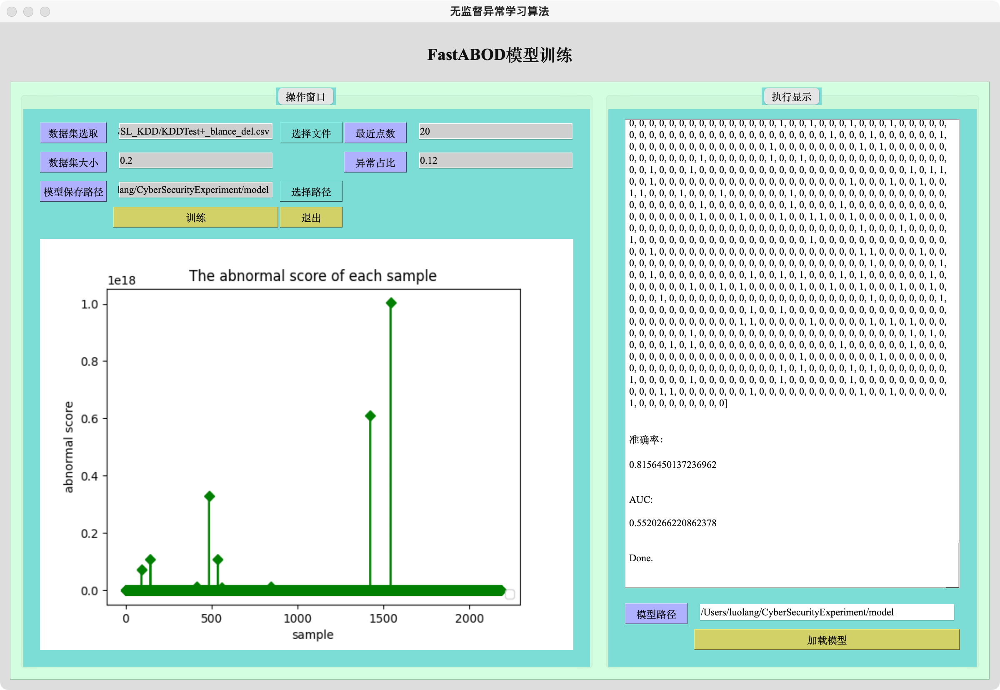 无监督异常学习算法
FastABOD模型训练
操作窗口
数据集选取
SL_KDD/KDDTest+_blance_del.csv
选择文件
最近点数
20
数据集大小
0.2
异常占比
0.12
模型保存路径
ang/CyberSecurityExperiment/model
选择路径
训练
退出
The abnormal score of each sample
1e18
1.0
0.8
0.6
0.4
0.2
0.0
abnormal score
0
500
1000
1500
2000
sample
执行显示
0, 0, 0, 0, 0, 0, 0, 0, 0, 0, 0, 0, 0, 0, 0, 1, 0, 0, 1, 0, 0, 0, 1, 0, 0, 0, 1, 0, 0, 0, 0, 0,
0, 0, 0, 0, 0, 0, 0, 0, 0, 0, 0, 0, 0, 0, 0, 0, 0, 0, 0, 0, 1, 0, 0, 0, 1, 0, 0, 0, 0, 0, 0, 1,
0, 0, 0, 0, 0, 0, 0, 0, 0, 0, 0, 0, 0, 0, 1, 0, 0, 0, 0, 0, 0, 0, 0, 1, 0, 1, 0, 0, 0, 0, 0, 0,
0, 0, 0, 0, 0, 0, 0, 1, 0, 0, 0, 0, 0, 0, 1, 0, 0, 1, 0, 0, 0, 0, 0, 0, 0, 0, 0, 0, 0, 0, 0, 0,
0, 0, 1, 0, 0, 0, 1, 0, 0, 0, 0, 0, 0, 0, 0, 0, 0, 0, 0, 0, 0, 0, 0, 0, 0, 0, 0, 0, 1, 0, 1, 1,
0, 0, 1, 0, 0, 0, 0, 0, 0, 0, 0, 0, 0, 0, 0, 0, 0, 0, 0, 0, 0, 0, 1, 0, 0, 0, 1, 0, 0, 1, 0, 0,
1, 1, 0, 0, 0, 1, 0, 0, 0, 1, 0, 0, 0, 0, 0, 0, 1, 0, 0, 0, 0, 0, 0, 0, 0, 0, 0, 0, 0, 0, 0, 0,
0, 0, 0, 0, 0, 0, 0, 1, 0, 0, 0, 0, 0, 0, 0, 0, 1, 0, 0, 0, 0, 1, 0, 0, 0, 0, 0, 0, 0, 0, 0, 0,
0, 0, 0, 0, 0, 0, 0, 1, 0, 0, 0, 1, 0, 0, 0, 1, 0, 0, 1, 1, 0, 0, 1, 0, 0, 0, 0, 0, 1, 0, 0, 0,
0, 0, 0, 0, 0, 0, 0, 0, 0, 0, 0, 0, 0, 0, 0, 0, 0, 0, 0, 0, 0, 0, 0, 1, 0, 0, 0, 1, 0, 0, 0, 0,
1, 0, 0, 0, 0, 0, 0, 0, 0, 0, 0, 0, 0, 0, 0, 0, 0, 0, 1, 0, 0, 0, 0, 0, 0, 0, 0, 0, 0, 0, 0, 0,
0, 0, 1, 0, 0, 0, 0, 0, 0, 0, 0, 0, 0, 0, 0, 0, 0, 0, 0, 0, 0, 0, 0, 1, 1, 0, 0, 0, 0, 1, 0, 0,
0, 0, 0, 0, 0, 0, 0, 0, 0, 0, 0, 0, 0, 0, 0, 0, 0, 0, 0, 0, 0, 0, 0, 0, 1, 0, 0, 0, 0, 0, 0, 1,
0, 0, 1, 0, 0, 0, 0, 0, 0, 0, 0, 0, 1, 0, 0, 1, 0, 1, 0, 0, 0, 1, 0, 1, 0, 0, 0, 0, 0, 0, 1, 0,
0, 0, 0, 0, 0, 0, 1, 0, 0, 1, 0, 1, 0, 0, 0, 0, 0, 1, 0, 0, 1, 0, 0, 1, 0, 0, 0, 1, 0, 0, 1, 0,
0, 0, 0, 1, 0, 0, 0, 0, 0, 0, 0, 0, 0, 0, 0, 0, 0, 0, 0, 0, 0, 0, 0, 0, 1, 0, 0, 0, 0, 0, 0, 1,
0, 0, 0, 0, 0, 0, 0, 0, 0, 0, 0, 0, 1, 0, 0, 1, 0, 0, 0, 0, 0, 0, 0, 0, 0, 0, 0, 0, 0, 0, 0, 0,
0, 0, 0, 0, 0, 0, 0, 0, 0, 0, 0, 1, 1, 0, 0, 0, 0, 0, 1, 0, 0, 0, 0, 0, 1, 0, 1, 0, 1, 0, 0, 0,
0, 0, 0, 0, 0, 0, 1, 0, 0, 0, 0, 0, 0, 0, 0, 0, 0, 0, 0, 0, 0, 0, 0, 0, 0, 0, 0, 0, 1, 0, 1, 0,
0, 0, 0, 0, 1, 0, 1, 0, 0, 0, 0, 0, 0, 0, 0, 0, 0, 0, 0, 0, 0, 1, 0, 0, 0, 0, 0, 0, 1, 0, 0, 0,
0, 0, 0, 0, 0, 0, 0, 0, 0, 0, 0, 0, 0, 0, 0, 0, 0, 1, 0, 0, 0, 0, 0, 0, 0, 1, 0, 0, 0, 0, 0, 0,
0, 0, 0, 0, 0, 0, 0, 0, 0, 0, 0, 0, 0, 0, 0, 1, 0, 1, 0, 0, 0, 0, 1, 0, 1, 0, 0, 0, 0, 0, 0, 0,
1, 0, 0, 0, 0, 0, 1, 0, 0, 0, 0, 0, 0, 0, 0, 1, 0, 0, 0, 0, 0, 0, 1, 0, 0, 0, 0, 0, 0, 0, 0, 0,
0, 0, 0, 1, 1, 0, 0, 0, 0, 0, 0, 0, 1, 0, 0, 0, 0, 0, 0, 0, 0, 0, 0, 1, 0, 0, 1, 0, 0, 0, 0, 0,
1, 0, 0, 0, 0, 0, 0, 0, 0, 0]
准确率：
0.8156450137236962
AUC:
0.5520266220862378
Done.
模型路径
/Users/luolang/CyberSecurityExperiment/model
加载模型